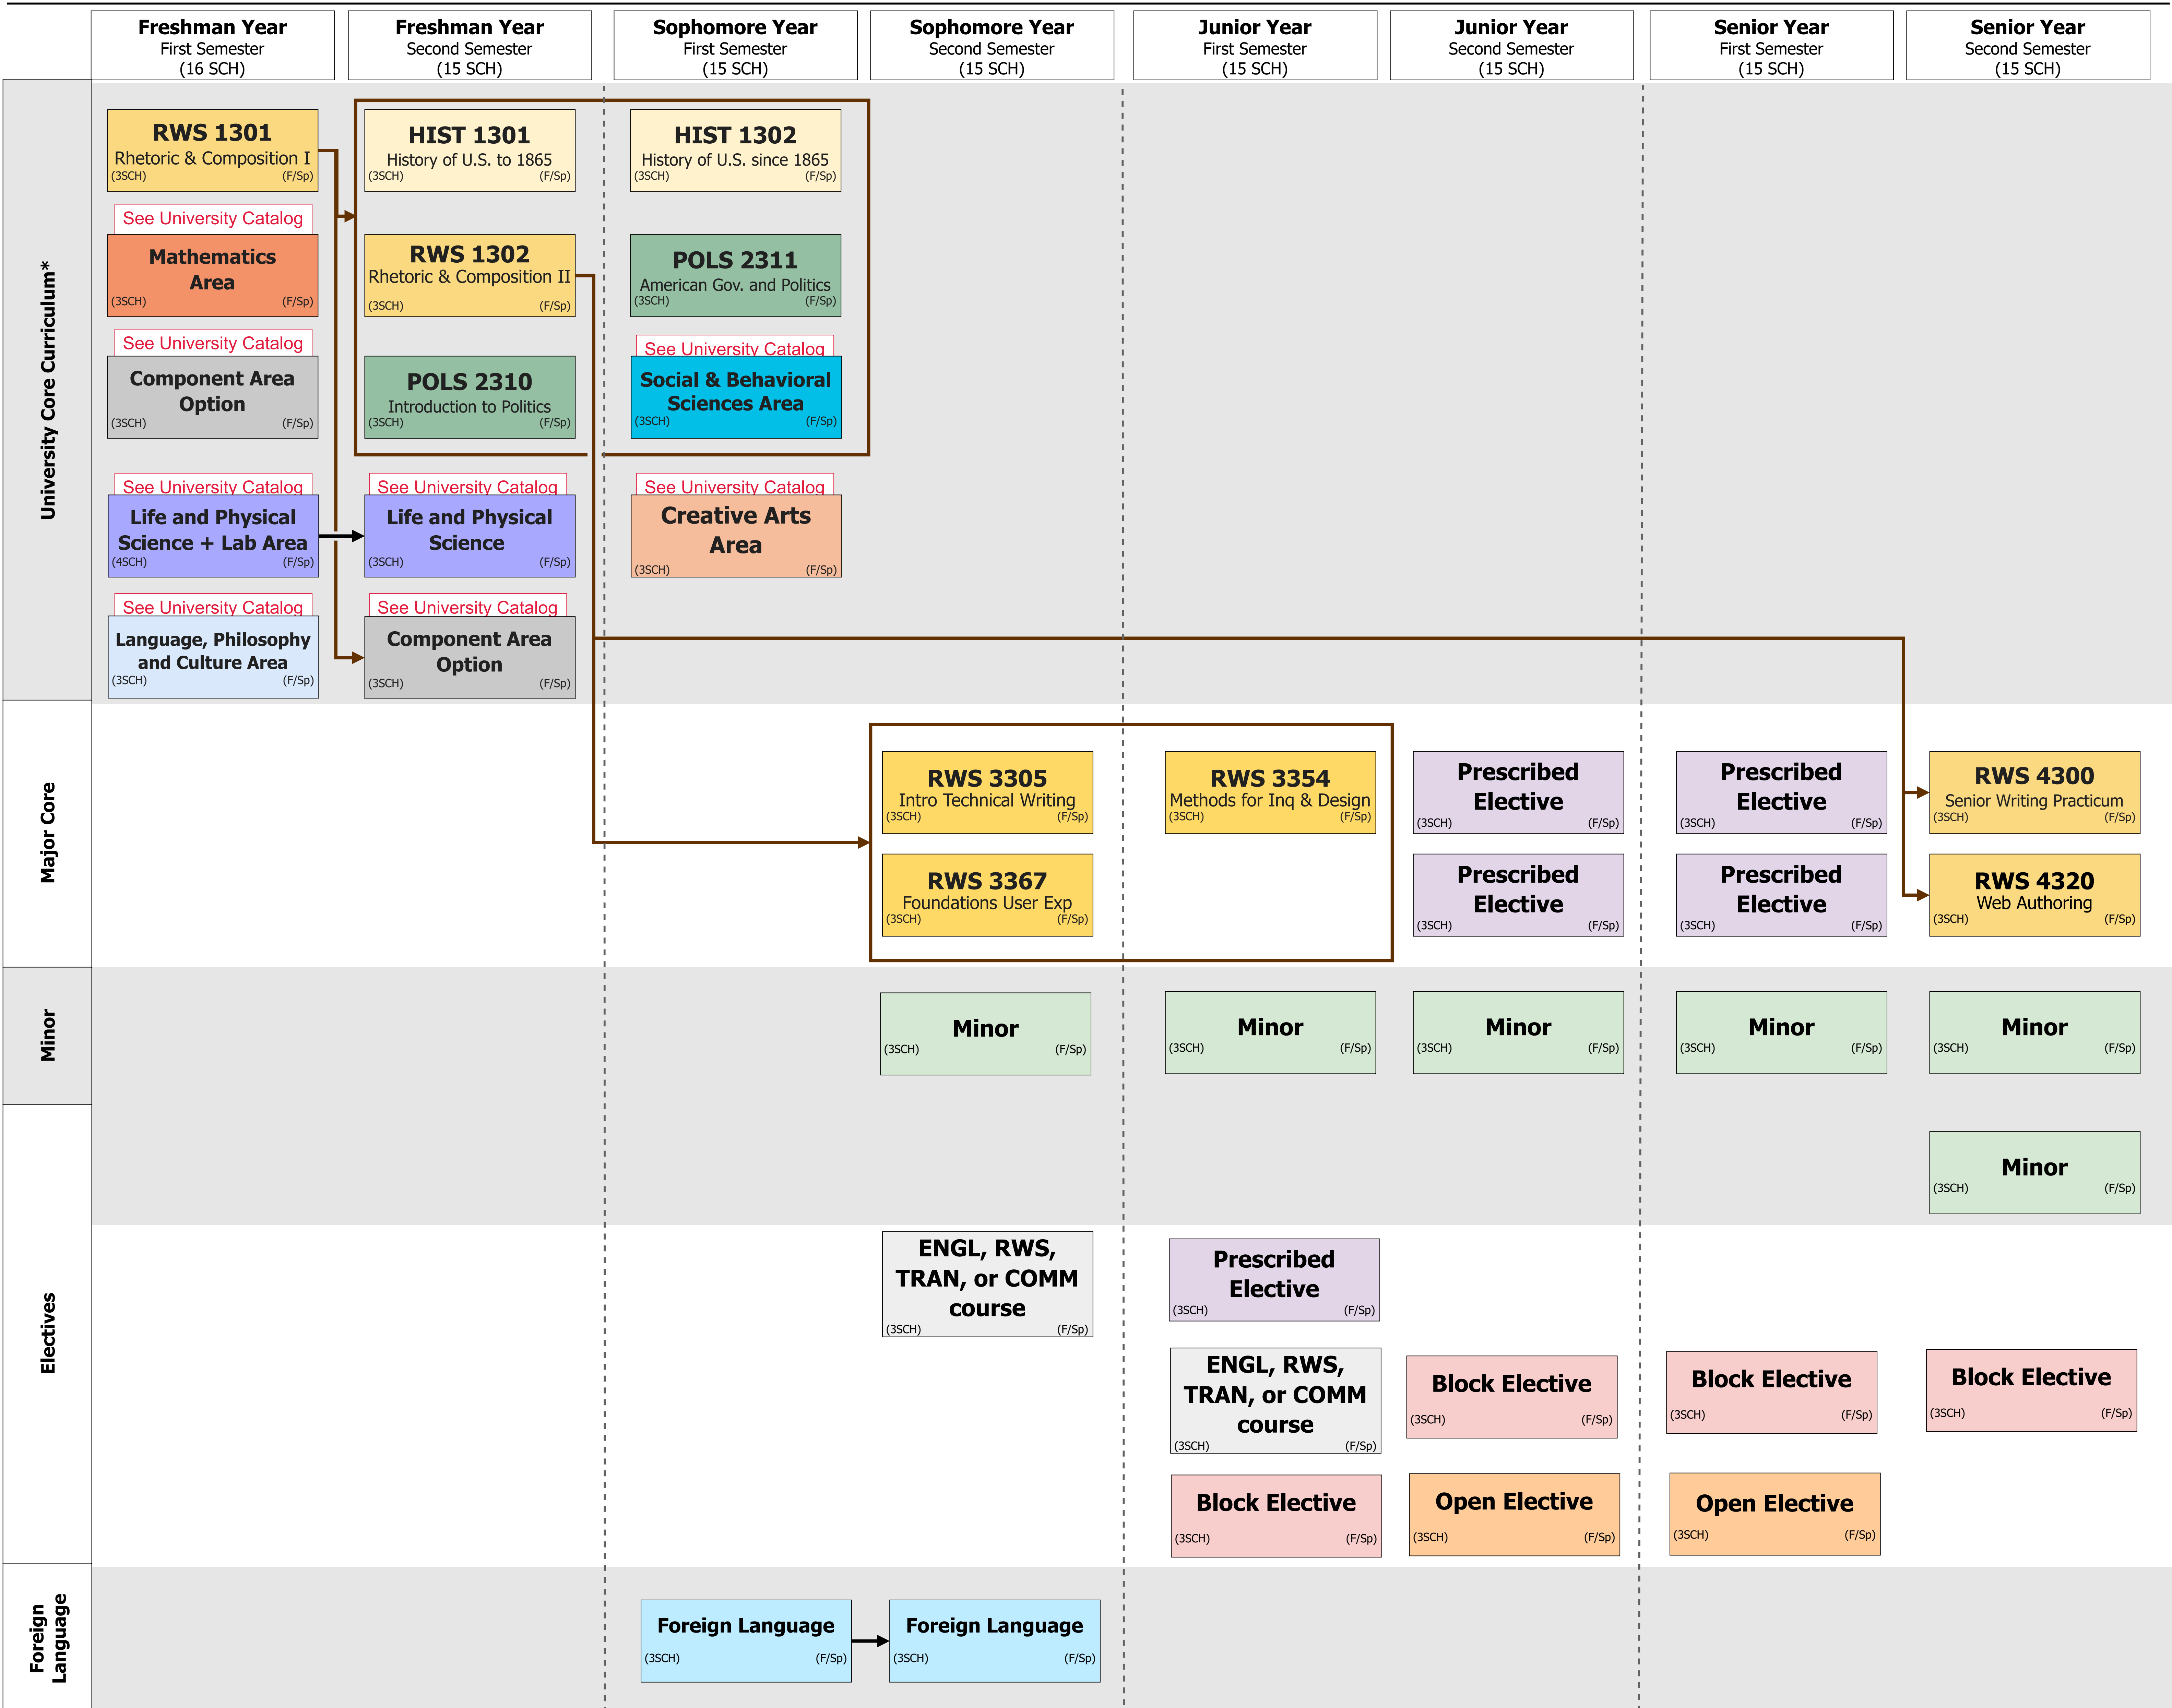 Freshman Year
First Semester
(16 SCH)
Freshman Year
Second Semester
(15 SCH)
Sophomore Year
First Semester
(15 SCH)
Sophomore Year
Second Semester
(15 SCH)
Junior Year
First Semester
(15 SCH)
Junior Year
Second Semester
(15 SCH)
Senior Year
First Semester
(15 SCH)
Senior Year
Second Semester
(15 SCH)
University Core Curriculum*
RWS 1301
Rhetoric & Composition I
(3SCH) (F/Sp)
HIST 1301
History of U.S. to 1865
(3SCH) (F/Sp)
HIST 1302
History of U.S. since 1865
(3SCH) (F/Sp)
See University Catalog
Mathematics
Area
(3SCH) (F/Sp)
RWS 1302
Rhetoric & Composition II
(3SCH) (F/Sp)
POLS 2311
American Gov. and Politics
(3SCH) (F/Sp)
See University Catalog
Component Area
Option
(3SCH) (F/Sp)
POLS 2310
Introduction to Politics
(3SCH) (F/Sp)
See University Catalog
Social & Behavioral
Sciences Area
(3SCH) (F/Sp)
See University Catalog
Life and Physical
Science + Lab Area
(4SCH) (F/Sp)
See University Catalog
Life and Physical
Science
(3SCH) (F/Sp)
See University Catalog
Creative Arts
Area
(3SCH) (F/Sp)
See University Catalog
Language, Philosophy
and Culture Area
(3SCH) (F/Sp)
See University Catalog
Component Area
Option
(3SCH) (F/Sp)
Major Core
RWS 3305
Intro Technical Writing
(3SCH) (F/Sp)
RWS 3354
Methods for Inq & Design
(3SCH) (F/Sp)
Prescribed
Elective
(3SCH) (F/Sp)
Prescribed
Elective
(3SCH) (F/Sp)
RWS 4300
Senior Writing Practicum
(3SCH) (F/Sp)
RWS 3367
Foundations User Exp
(3SCH) (F/Sp)
Prescribed
Elective
(3SCH) (F/Sp)
Prescribed
Elective
(3SCH) (F/Sp)
RWS 4320
Web Authoring
(3SCH) (F/Sp)
Minor
Minor
(3SCH) (F/Sp)
Minor
(3SCH) (F/Sp)
Minor
(3SCH) (F/Sp)
Minor
(3SCH) (F/Sp)
Minor
(3SCH) (F/Sp)
Minor
(3SCH) (F/Sp)
Electives
ENGL, RWS,
TRAN, or COMM
course
(3SCH) (F/Sp)
Prescribed
Elective
(3SCH) (F/Sp)
ENGL, RWS,
TRAN, or COMM
course
(3SCH) (F/Sp)
Block Elective
(3SCH) (F/Sp)
Block Elective
(3SCH) (F/Sp)
Block Elective
(3SCH) (F/Sp)
Block Elective
(3SCH) (F/Sp)
Open Elective
(3SCH) (F/Sp)
Open Elective
(3SCH) (F/Sp)
Foreign
Language
Foreign Language
(3SCH) (F/Sp)
Foreign Language
(3SCH) (F/Sp)